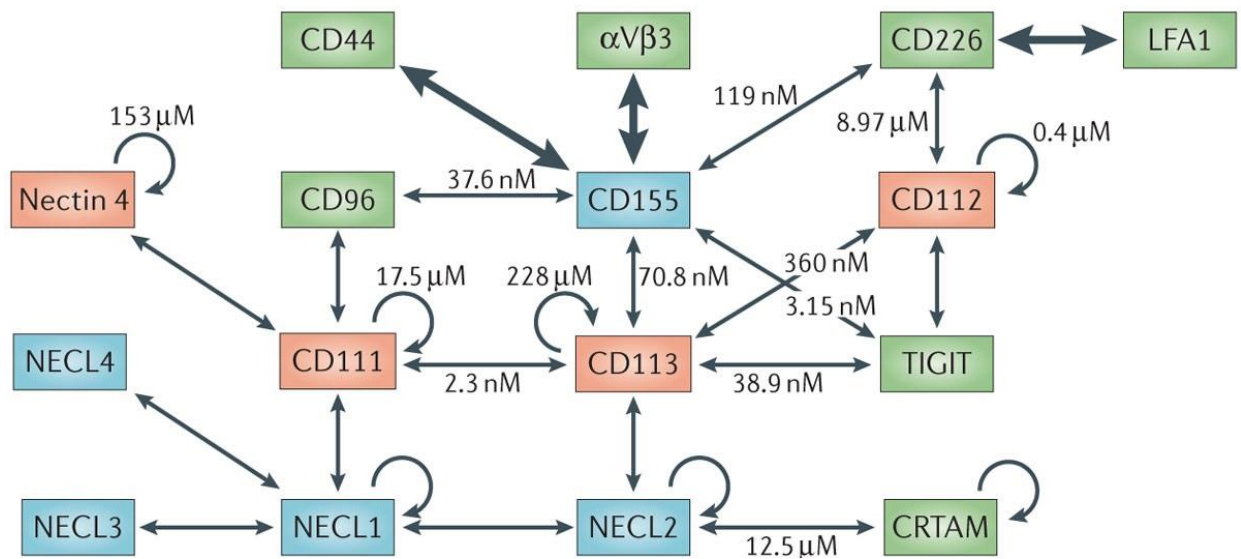 CD44
αVβ3
CD226
LFA1
153 μM
119 nM
8.97 μM
0.4 μM
Nectin 4
CD96
37.6 nM
CD155
CD112
17.5 μM
228 μM
70.8 nM
360 nM
3.15 nM
NECL4
CD111
2.3 nM
CD113
38.9 nM
TIGIT
NECL3
NECL1
NECL2
12.5 μM
CRTAM